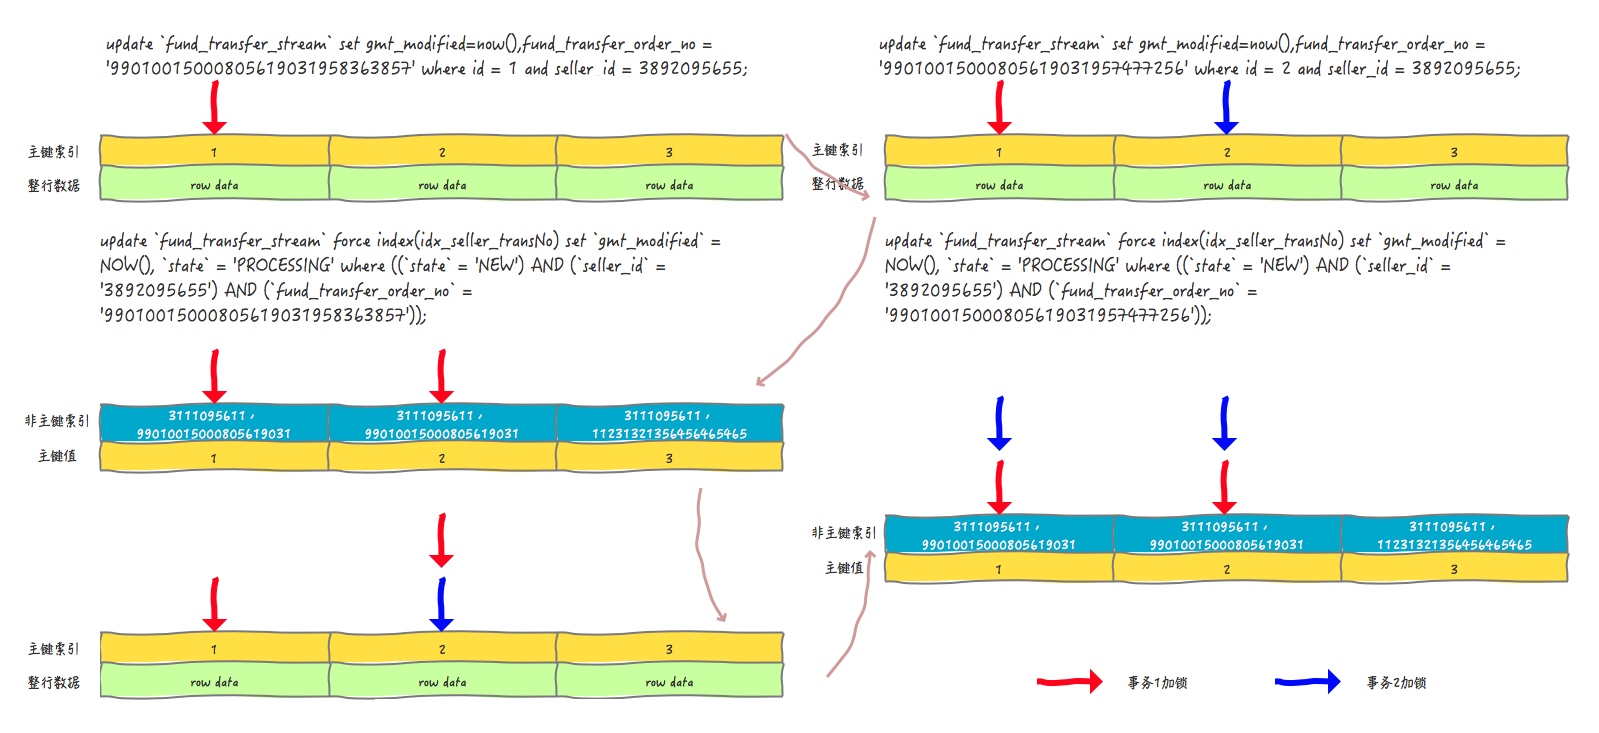 update `fund_transfer_stream` set gmt_modified=now(),fund_transfer_order_no =
'99010015000805619031958363857' where id = 1 and seller_id = 3892095655;
主键索引
1
2
3
整行数据
row data
row data
row data
update `fund_transfer_stream` force index(idx_seller_transNo) set `gmt_modified` =
NOW(), `state` = 'PROCESSING' where ((`state` = 'NEW') AND (`seller_id` =
'3892095655') AND (`fund_transfer_order_no` =
'99010015000805619031958363857'));
非主键索引
3111095611,
99010015000805619031
3111095611,
99010015000805619031
3111095611,
11231321356456465465
主键值
1
2
3
主键索引
1
2
3
整行数据
row data
row data
row data
update `fund_transfer_stream` set gmt_modified=now(),fund_transfer_order_no =
'99010015000805619031957477256' where id = 2 and seller_id = 3892095655;
主键索引
1
2
3
整行数据
row data
row data
row data
update `fund_transfer_stream` force index(idx_seller_transNo) set `gmt_modified` =
NOW(), `state` = 'PROCESSING' where ((`state` = 'NEW') AND (`seller_id` =
'3892095655') AND (`fund_transfer_order_no` =
'99010015000805619031957477256'));
非主键索引
3111095611,
99010015000805619031
3111095611,
99010015000805619031
3111095611,
11231321356456465465
主键值
1
2
3
事务1加锁
事务2加锁